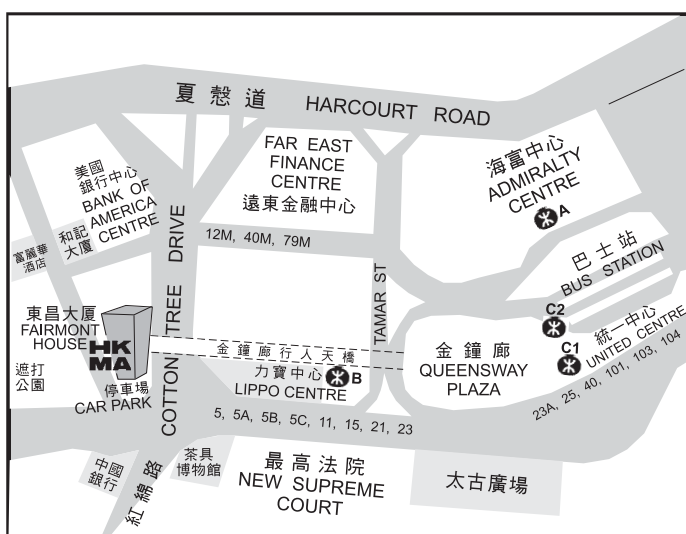 夏慤道 HARCOURT ROAD
美國
銀行中心
BANK OF
AMERICA
CENTRE
FAR EAST
FINANCE
CENTRE
遠東金融中心
海富中心
ADMIRALTY
CENTRE
A
富麗華
酒店
和記
大廈
12M, 40M, 79M
巴士站
BUS STATION
COTTON TREE DRIVE
TAMAR ST
東昌大厦
FAIRMONT
HOUSE
HK
MA
遮打
公園
停車場
CAR PARK
金鐘廊行人天橋
力寶中心
LIPPO CENTRE
B
金鐘廊
QUEENSWAY
PLAZA
C2
C1
統一中心
UNITED CENTRE
23A, 25, 40, 101, 103, 104
5, 5A, 5B, 5C, 11, 15, 21, 23
中國
銀行
紅綿路
茶具
博物館
最高法院
NEW SUPREME
COURT
太古廣場